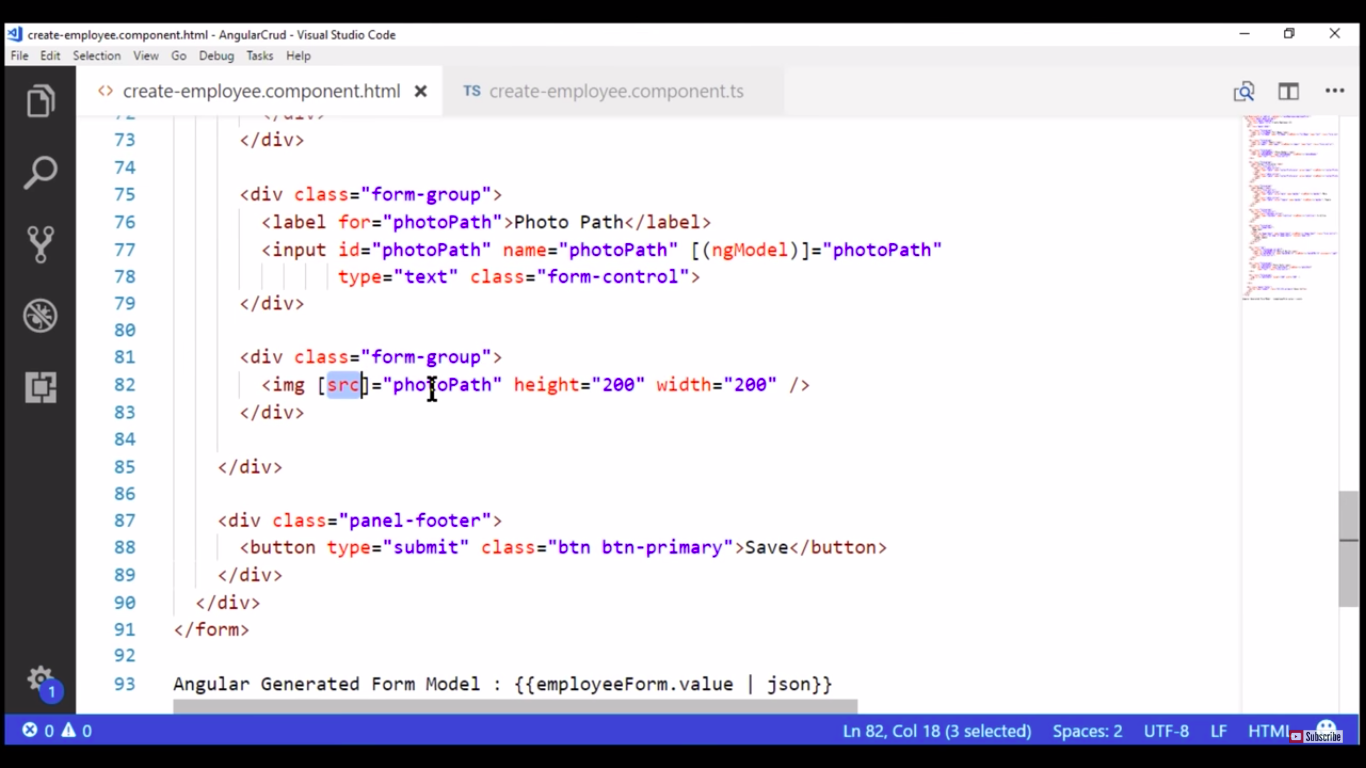 create-employee.component.html - AngularCrud - Visual Studio Code
File Edit Selection View Go Debug Tasks Help
<> create-employee.component.html × TS create-employee.component.ts
72 </div>
73 </div>
74
75 <div class="form-group">
76 <label for="photoPath">Photo Path</label>
77 <input id="photoPath" name="photoPath" [(ngModel)]="photoPath"
78 type="text" class="form-control">
79 </div>
80
81 <div class="form-group">
82 <img [src]="photoPath" height="200" width="200" />
83 </div>
84
85 </div>
86
87 <div class="panel-footer">
88 <button type="submit" class="btn btn-primary">Save</button>
89 </div>
90 </div>
91 </form>
92
93 Angular Generated Form Model : {{employeeForm.value | json}}
1
0 0 Ln 82, Col 18 (3 selected) Spaces: 2 UTF-8 LF HTML
Subscribe